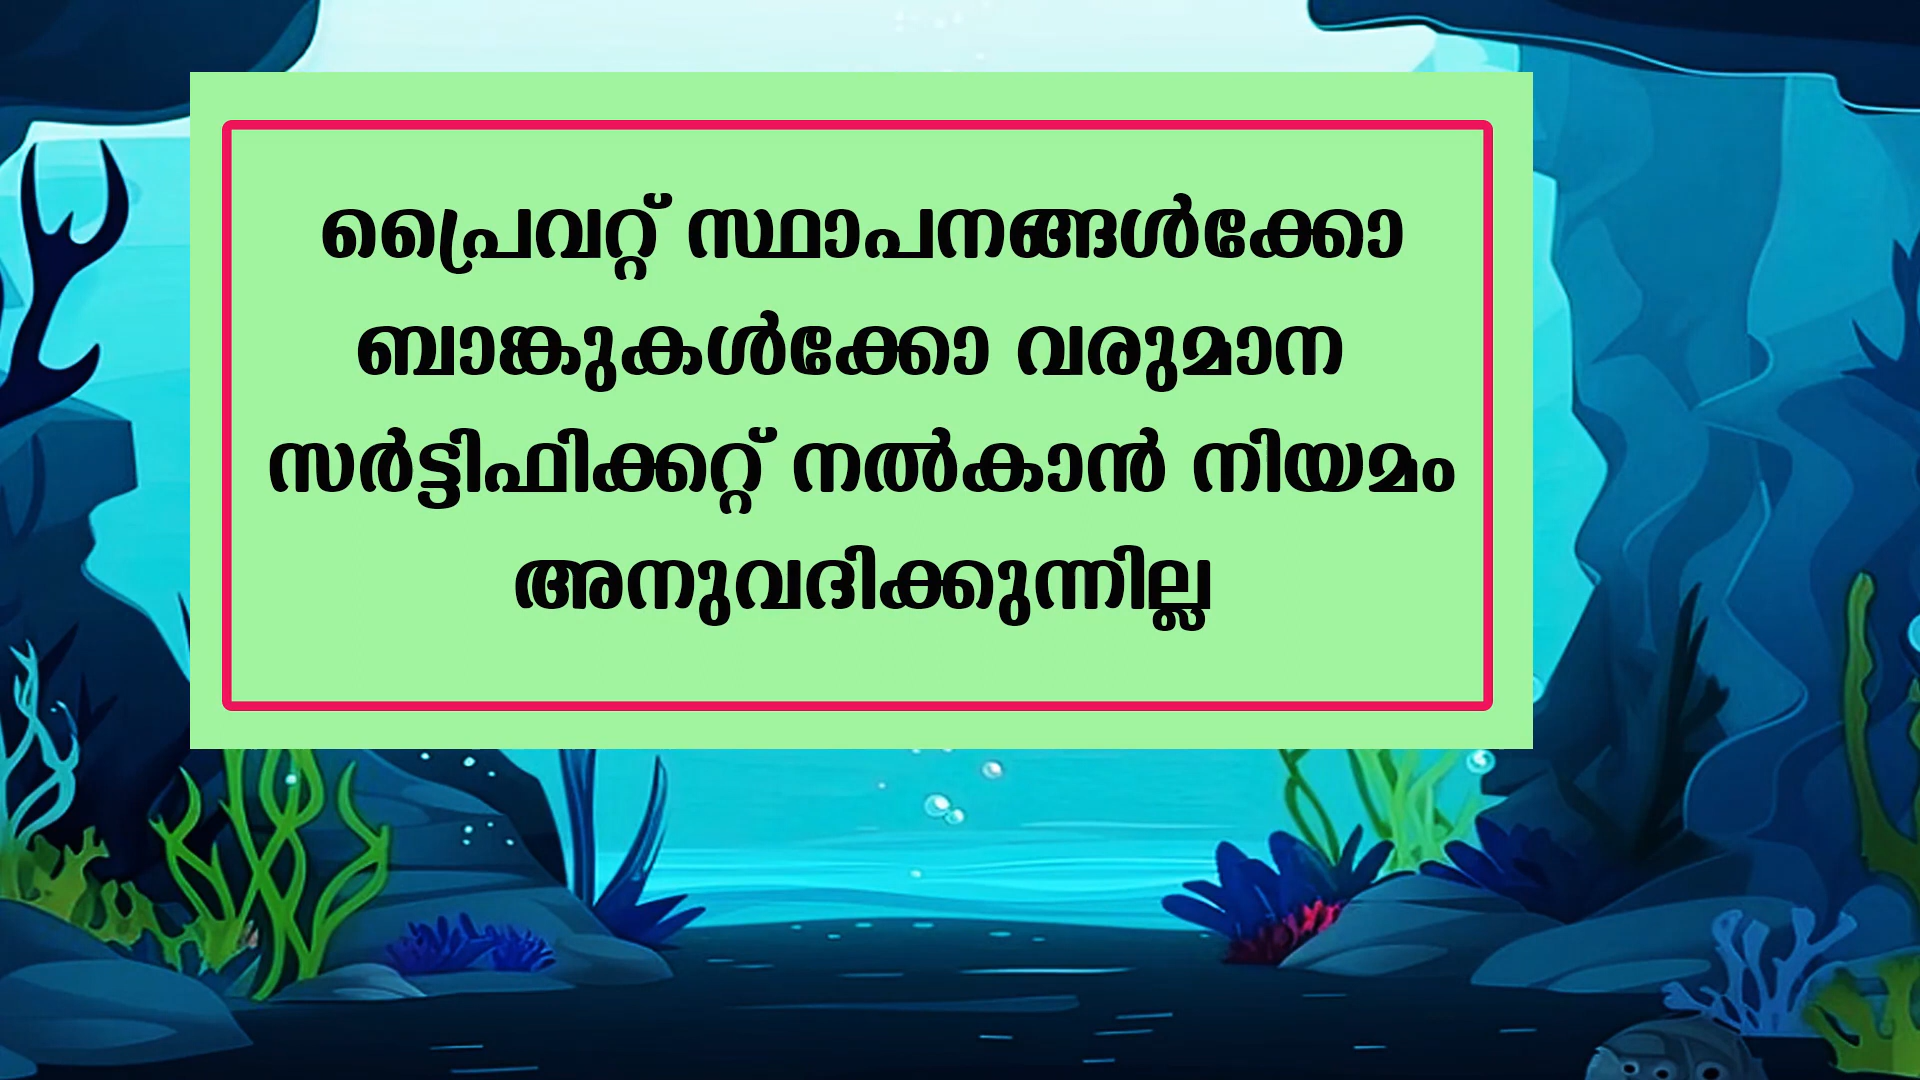 പ്രൈവറ്റ് സ്ഥാപനങ്ങൾക്കോ
ബാങ്കുകൾക്കോ വരുമാന
സർട്ടിഫിക്കറ്റ് നൽകാൻ നിയമം
അനുവദിക്കുന്നില്ല